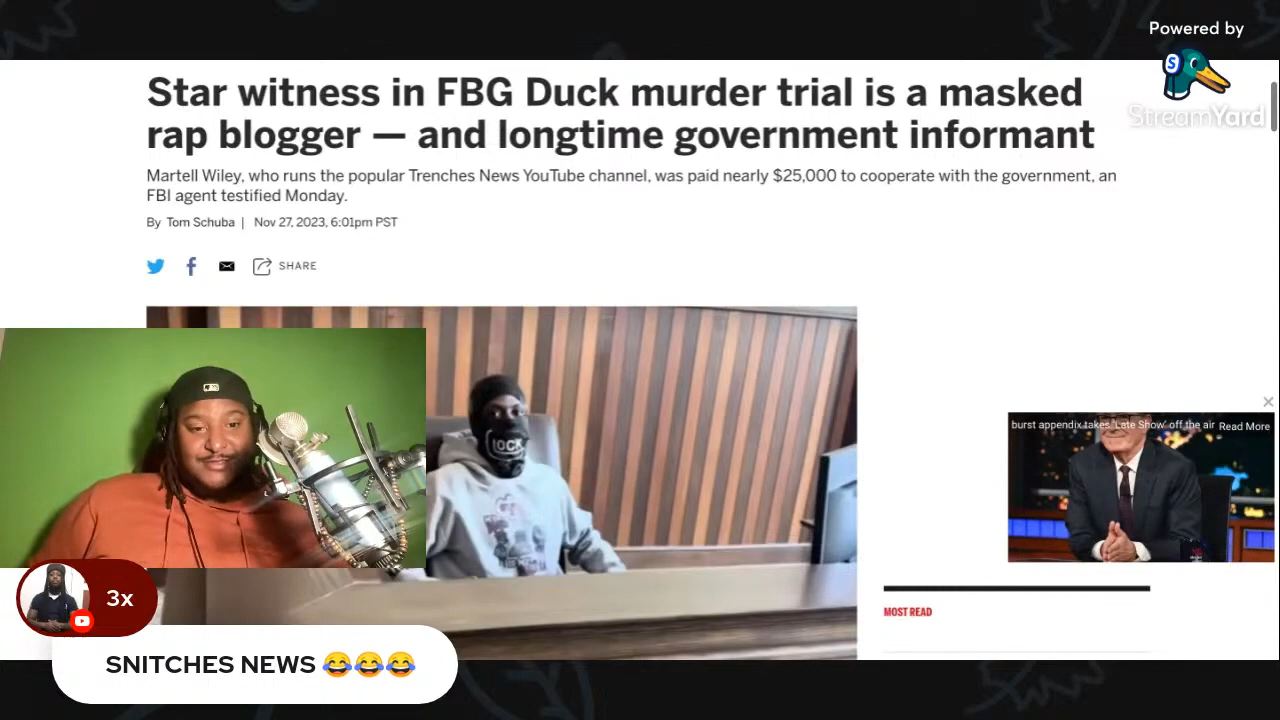 Powered by
StreamYard
Star witness in FBG Duck murder trial is a masked
rap blogger — and longtime government informant
Martell Wiley, who runs the popular Trenches News YouTube channel, was paid nearly $25,000 to cooperate with the government, an
FBI agent testified Monday.
By Tom Schuba | Nov 27, 2023, 6:01pm PST
SHARE
burst appendix takes 'Late Show' off the air Read More
LOCK
MOST READ
3x
SNITCHES NEWS 😂😂😂